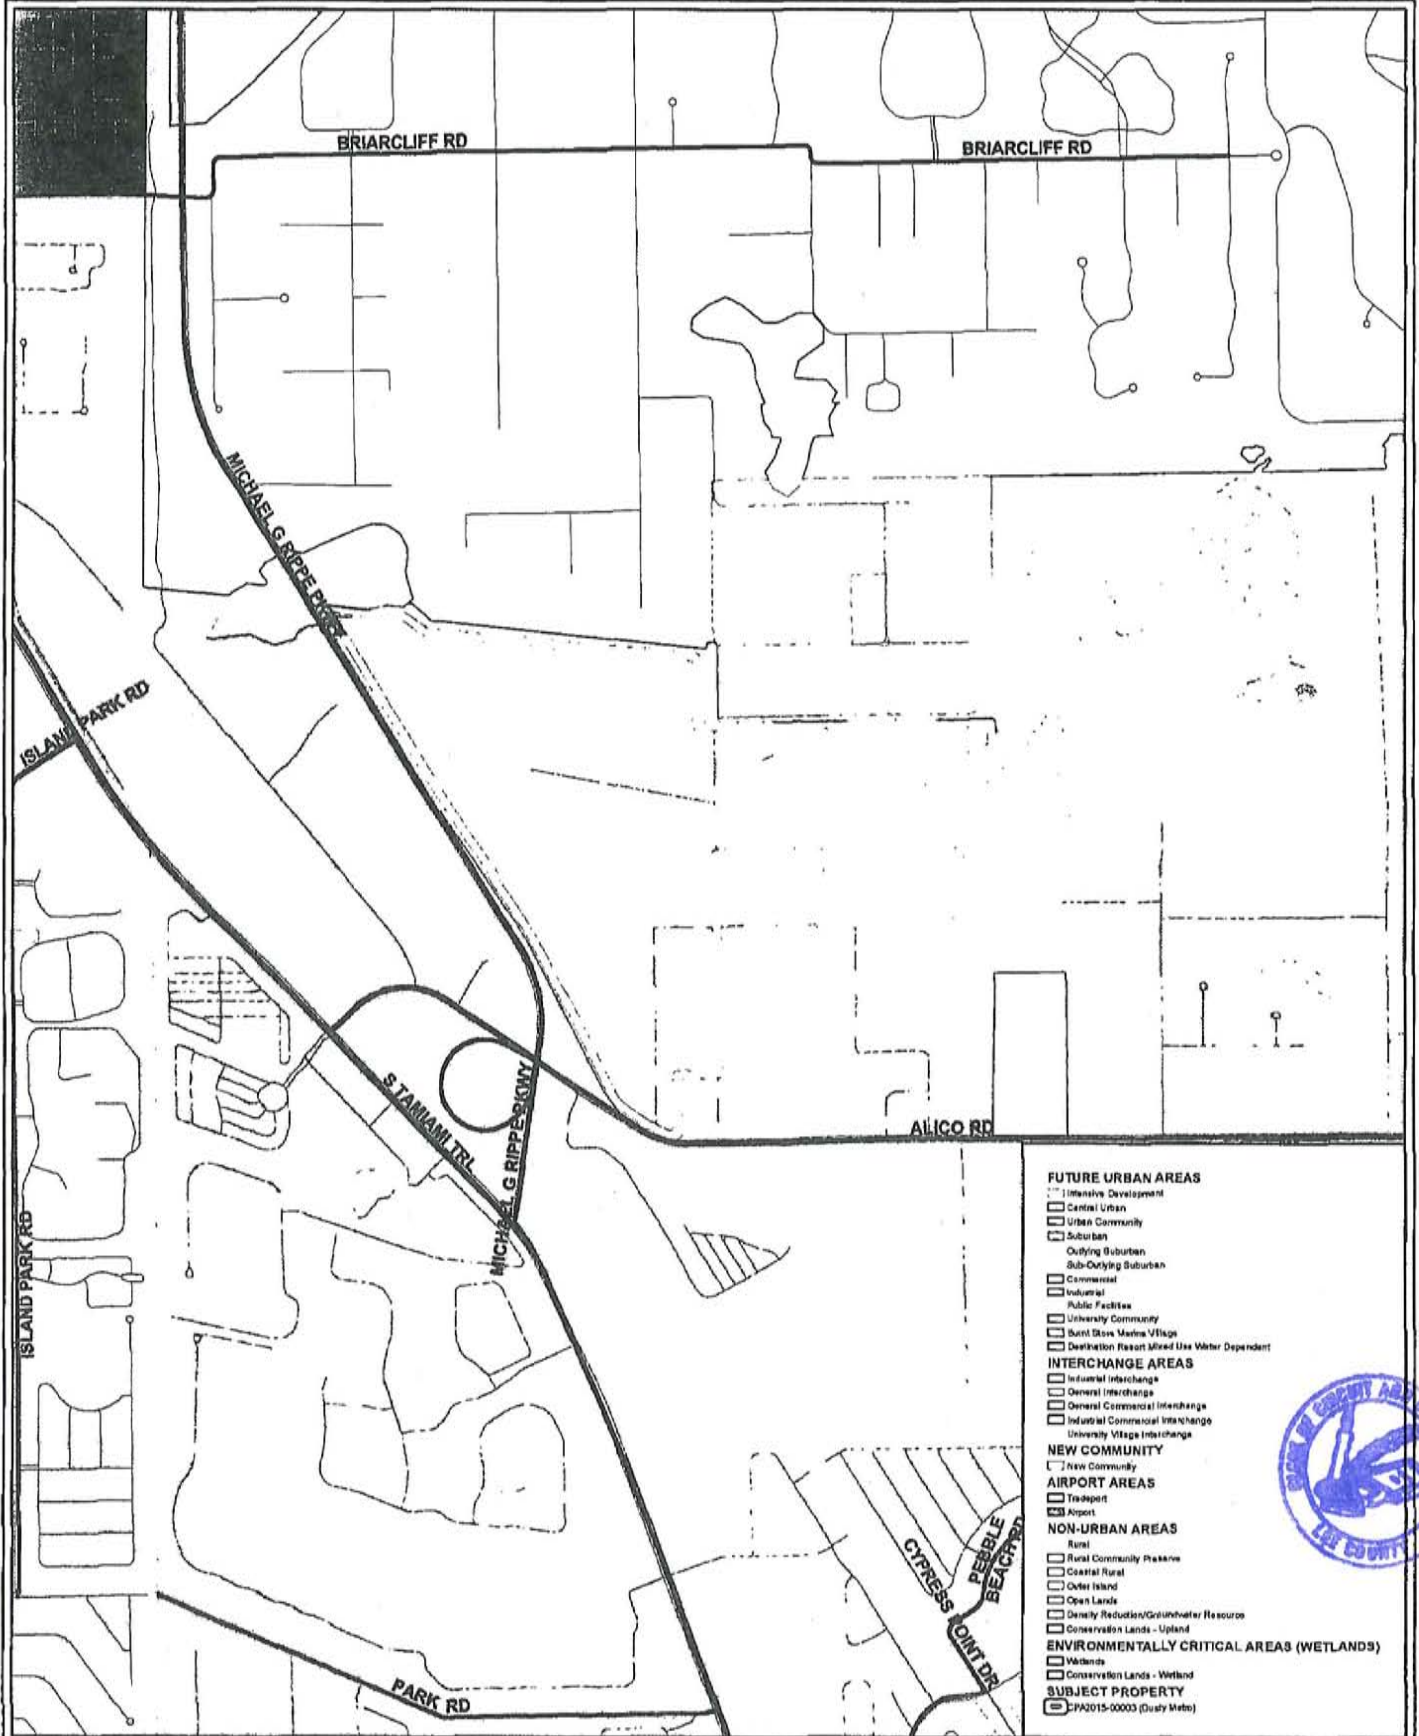 BRIARCLIFF RD
BRIARCLIFF RD
MICHAEL G RIPPE PKWY
ISLAND PARK RD
S TAMIAMI TRL
MICHAEL G RIPPE PKWY
ALICO RD
ISLAND PARK RD
CYPRESS POINT DR
PEBBLE
BEACH RD
PARK RD
FUTURE URBAN AREAS
Intensive Development
Central Urban
Urban Community
Suburban
Outlying Suburban
Sub-Outlying Suburban
Commercial
Industrial
Public Facilities
University Community
Burnt Store Marina Village
Destination Resort Mixed Use Water Dependent
INTERCHANGE AREAS
Industrial Interchange
General Interchange
General Commercial Interchange
Industrial Commercial Interchange
University Village Interchange
NEW COMMUNITY
New Community
AIRPORT AREAS
Tradeport
Airport
NON-URBAN AREAS
Rural
Rural Community Preserve
Coastal Rural
Outer Island
Open Lands
Density Reduction/Groundwater Resource
Conservation Lands - Upland
ENVIRONMENTALLY CRITICAL AREAS (WETLANDS)
Wetlands
Conservation Lands - Wetland
SUBJECT PROPERTY
CPA2015-00003 (Dusty Metro)
CIRCUIT AND
LEE COUNTY